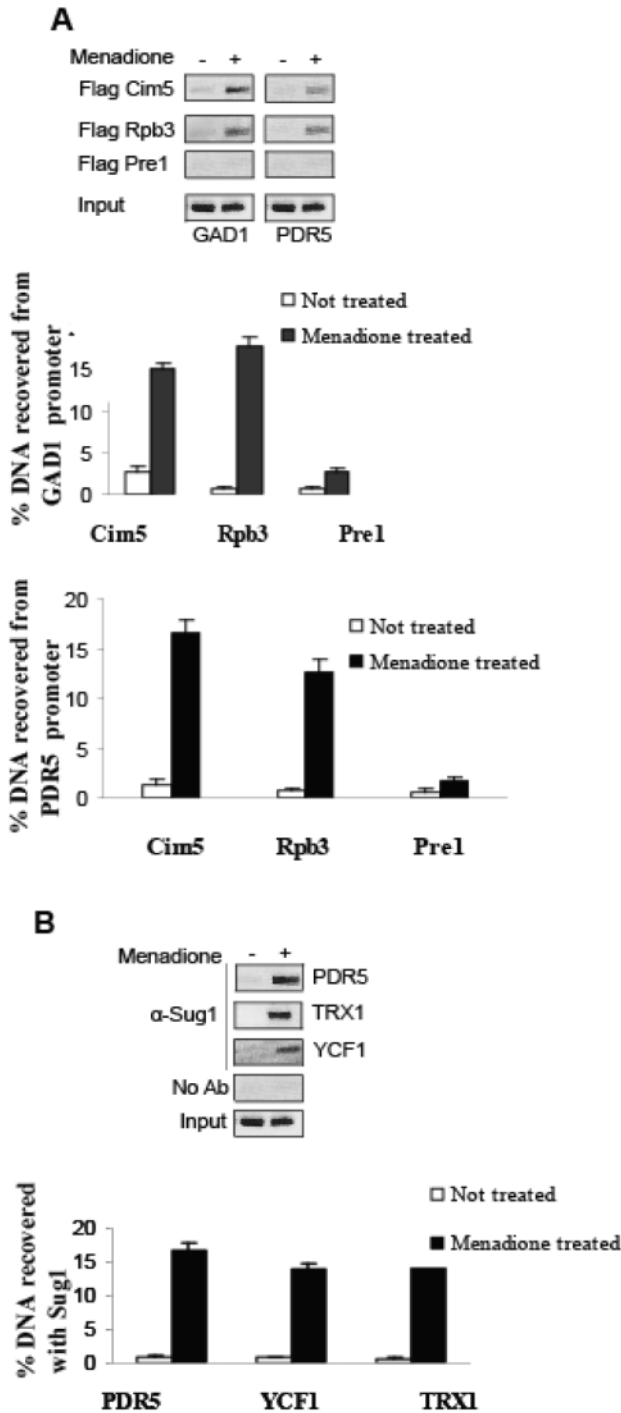 A
Menadione - +  - +
Flag Cim5
Flag Rpb3
Flag Pre1
Input
GAD1 PDR5
% DNA recovered from
GAD1 promoter
Not treated
Menadione treated
15
10
5
0
Cim5 Rpb3 Pre1
% DNA recovered from
PDR5 promoter
20
15
10
5
0
Not treated
Menadione treated
Cim5 Rpb3 Pre1
B
Menadione - +
α-Sug1
PDR5
TRX1
YCF1
No Ab
Input
% DNA recovered
with Sug1
Not treated
Menadione treated
20
15
10
5
0
PDR5 YCF1 TRX1